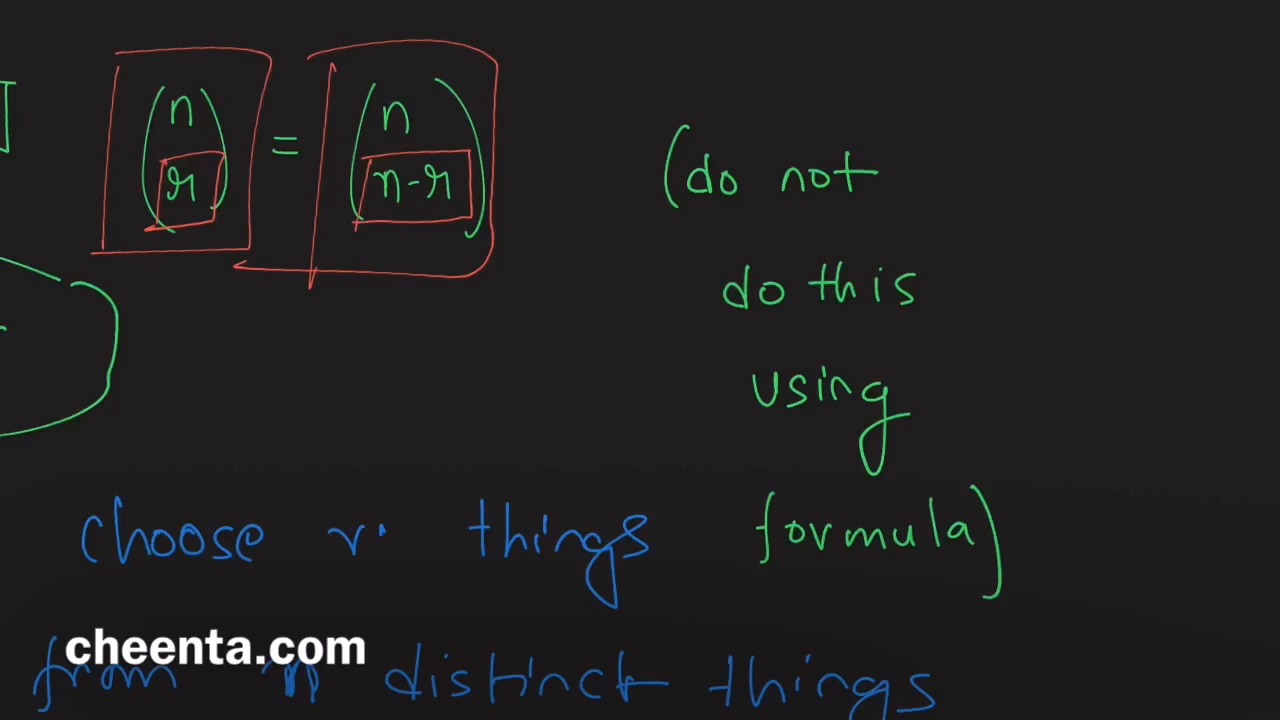 (n r) = (n n-r)
(do not
do this
using
formula)
choose r things
from n distinct things
cheenta.com